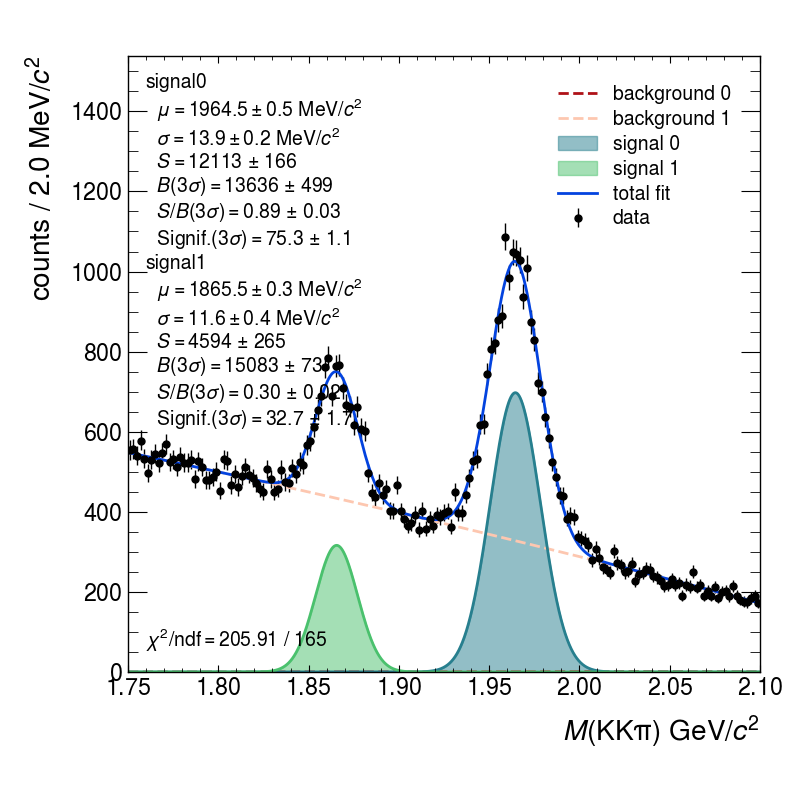 counts / 2.0 MeV/c²
signal0
μ = 1964.5 ± 0.5 MeV/c²
σ = 13.9 ± 0.2 MeV/c²
S = 12113 ± 166
B(3σ) = 13636 ± 499
S/B(3σ) = 0.89 ± 0.03
Signif.(3σ) = 75.3 ± 1.1
signal1
μ = 1865.5 ± 0.3 MeV/c²
σ = 11.6 ± 0.4 MeV/c²
S = 4594 ± 265
B(3σ) = 15083 ±
S/B(3σ) = 0.30 ±
Signif.(3σ) = 32.7 ± 1.7
χ²/ndf = 205.91 / 165
background 0
background 1
signal 0
signal 1
total fit
data
1400
1200
1000
800
600
400
200
0
1.75 1.80 1.85 1.90 1.95 2.00 2.05 2.10
M(KKπ) GeV/c²